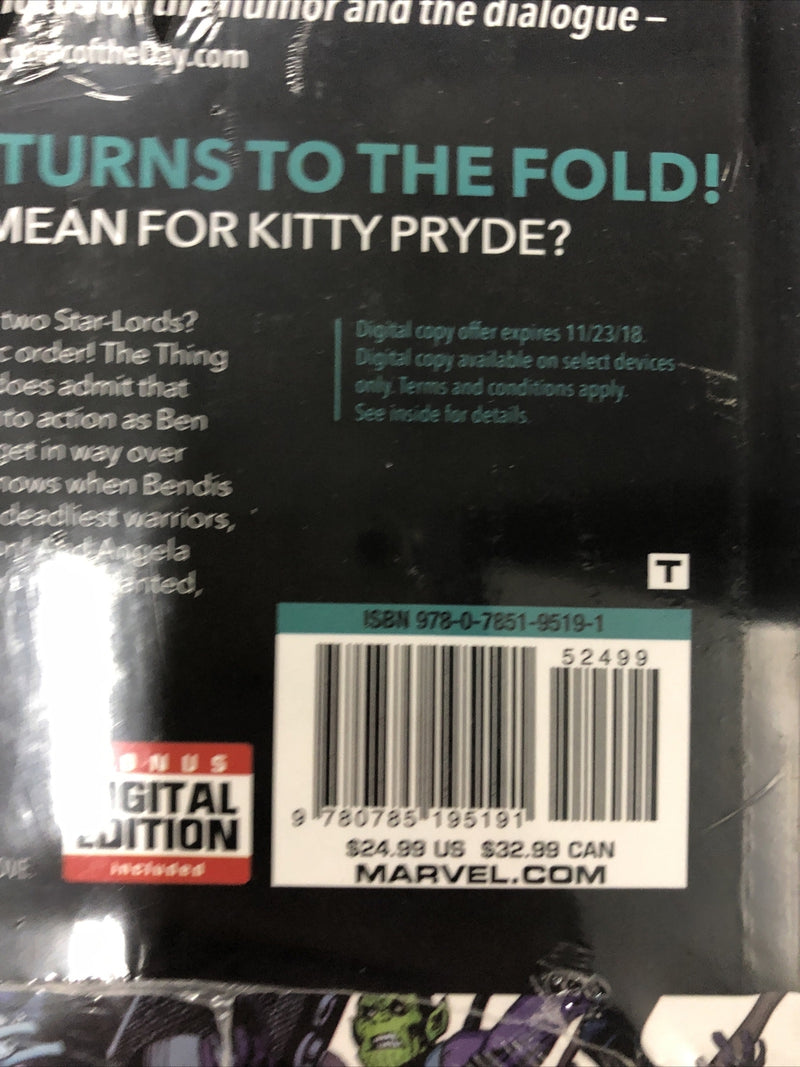 humor and the dialogue –
ComicoftheDay.com
TURNS TO THE FOLD!
MEAN FOR KITTY PRYDE?
two Star-Lords?
order! The Thing
does admit that
to action as Ben
get in way over
nows when Bendis
deadliest warriors,
And Angela
anted,
Digital copy offer expires 11/23/18.
Digital copy available on select devices
only. Terms and conditions apply.
See inside for details.
T
ISBN 978-0-7851-9519-1
52499
9 780785 195191
$24.99 US $32.99 CAN
MARVEL.COM
ONUS
IGITAL
EDITION
included